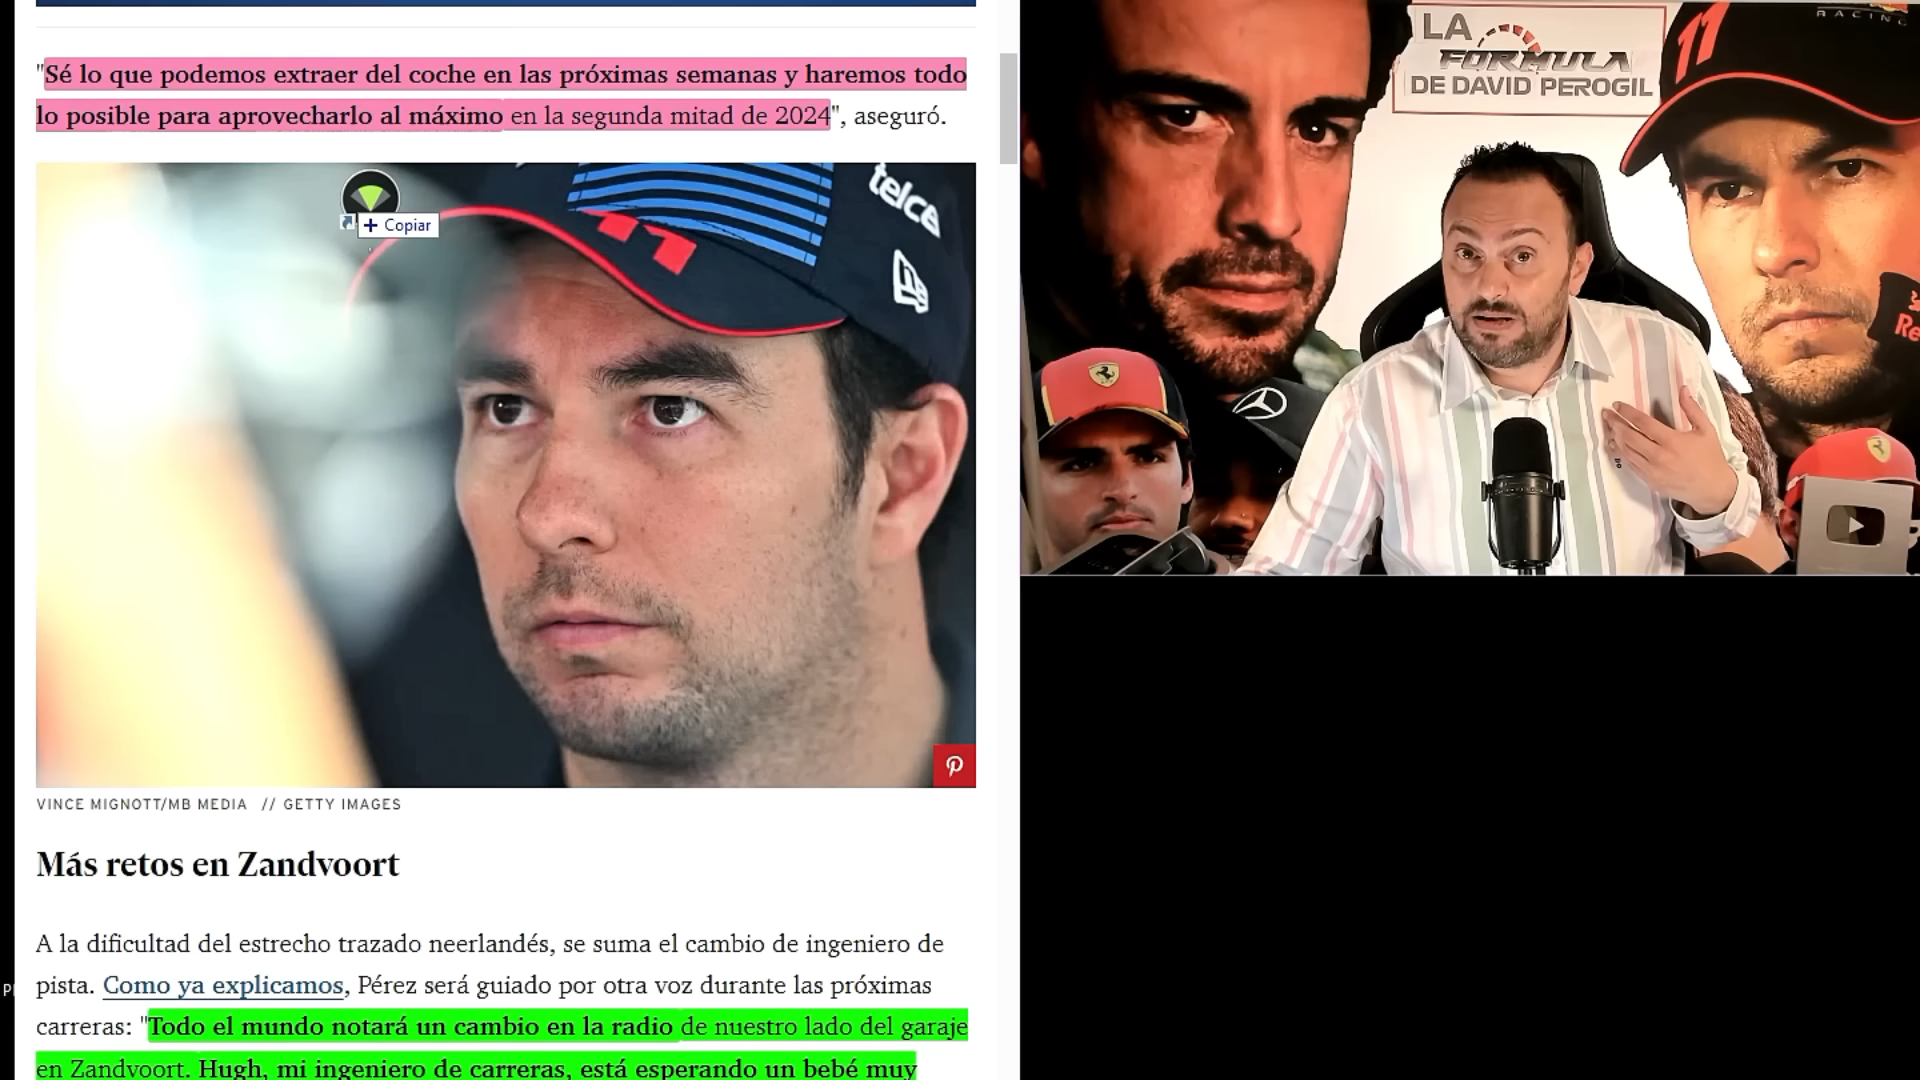 "Sé lo que podemos extraer del coche en las próximas semanas y haremos todo
lo posible para aprovecharlo al máximo en la segunda mitad de 2024", aseguró.
telce
11
+ Copiar
VINCE MIGNOTT/MB MEDIA // GETTY IMAGES
Más retos en Zandvoort
A la dificultad del estrecho trazado neerlandés, se suma el cambio de ingeniero de
pista. Como ya explicamos, Pérez será guiado por otra voz durante las próximas
carreras: "Todo el mundo notará un cambio en la radio de nuestro lado del garaje
en Zandvoort. Hugh, mi ingeniero de carreras, está esperando un bebé muy
LA
FÓRMULA
DE DAVID PEROGIL
11
RACING
Re